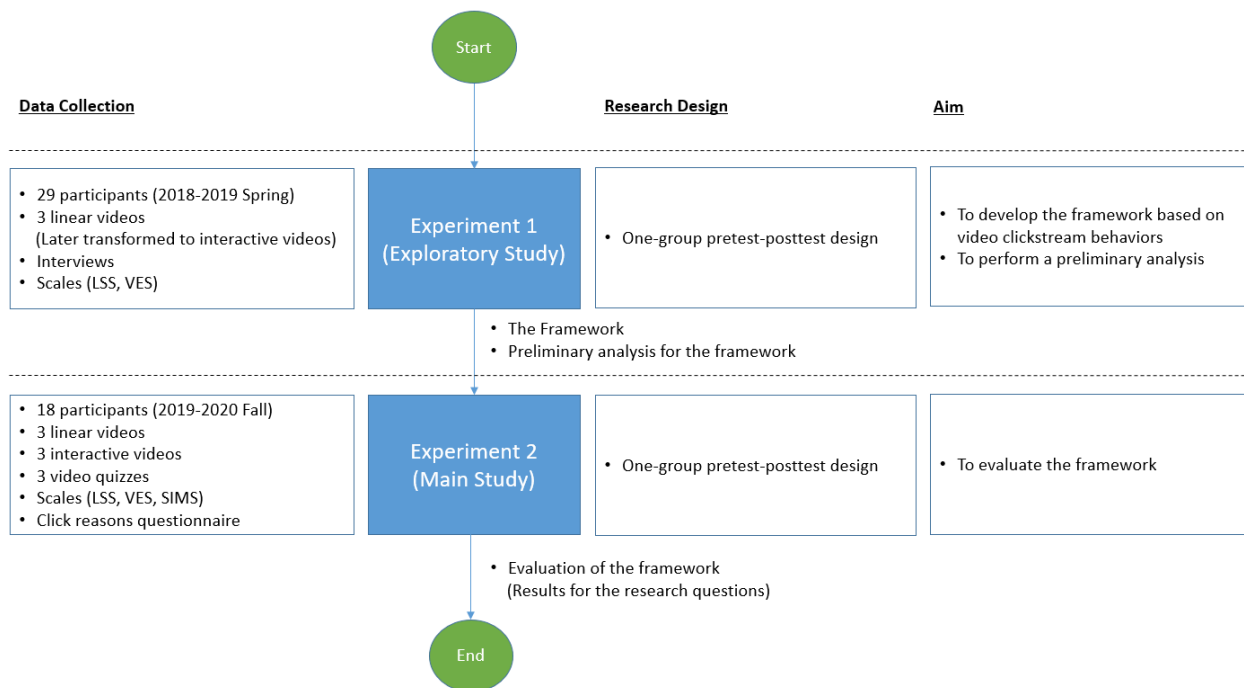 Start
Data Collection
Research Design
Aim
• 29 participants (2018-2019 Spring)
• 3 linear videos
(Later transformed to interactive videos)
• Interviews
• Scales (LSS, VES)
Experiment 1
(Exploratory Study)
• One-group pretest-posttest design
• To develop the framework based on
video clickstream behaviors
• To perform a preliminary analysis
• The Framework
• Preliminary analysis for the framework
• 18 participants (2019-2020 Fall)
• 3 linear videos
• 3 interactive videos
• 3 video quizzes
• Scales (LSS, VES, SIMS)
• Click reasons questionnaire
Experiment 2
(Main Study)
• One-group pretest-posttest design
• To evaluate the framework
• Evaluation of the framework
(Results for the research questions)
End